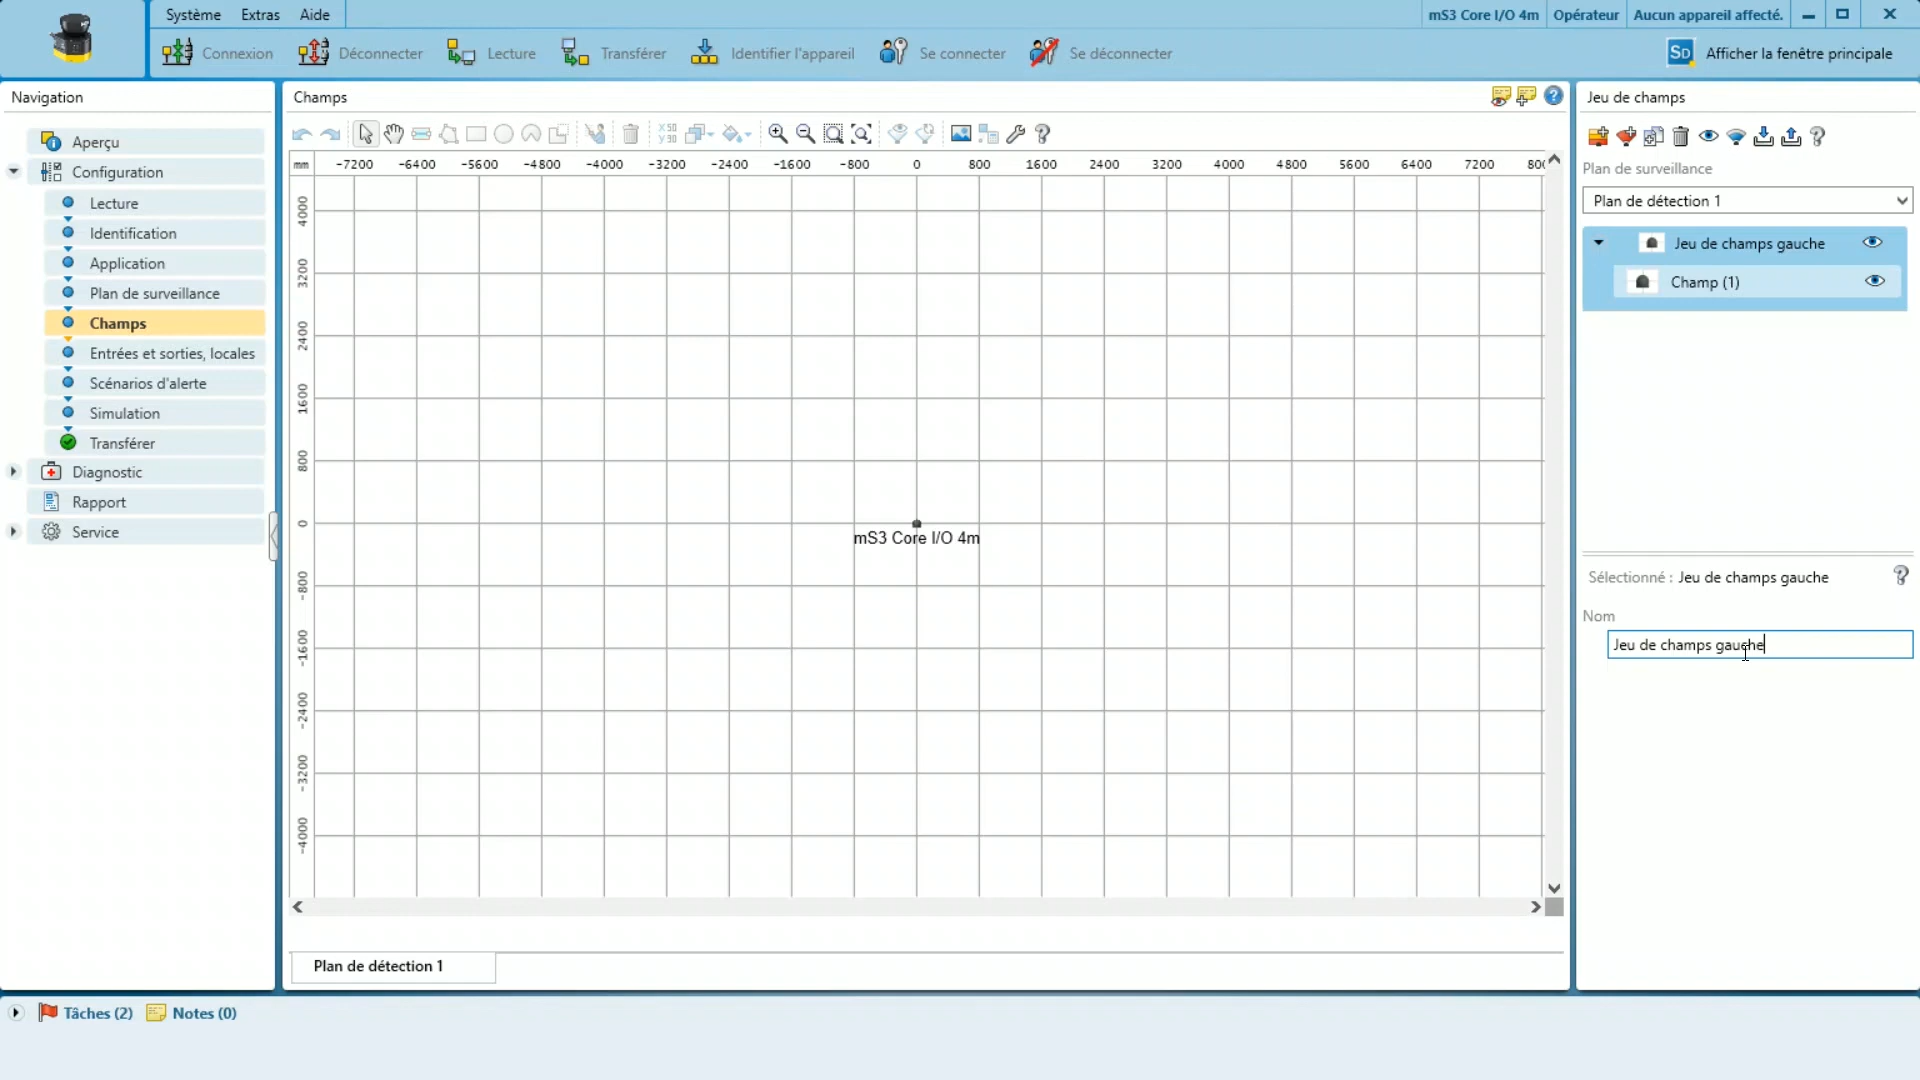 Système Extras Aide
mS3 Core I/O 4m Opérateur Aucun appareil affecté.
Connexion Déconnecter Lecture Transférer Identifier l'appareil Se connecter Se déconnecter
SD Afficher la fenêtre principale
Navigation
Aperçu
Configuration
Lecture
Identification
Application
Plan de surveillance
Champs
Entrées et sorties, locales
Scénarios d'alerte
Simulation
Transférer
Diagnostic
Rapport
Service
Champs
mm -7200 -6400 -5600 -4800 -4000 -3200 -2400 -1600 -800 0 800 1600 2400 3200 4000 4800 5600 6400 7200
4000
3200
2400
1600
800
0
-800
-1600
-2400
-3200
-4000
mS3 Core I/O 4m
Plan de détection 1
Jeu de champs
Plan de surveillance
Plan de détection 1
Jeu de champs gauche
Champ (1)
Sélectionné : Jeu de champs gauche
Nom
Jeu de champs gauche
Tâches (2) Notes (0)